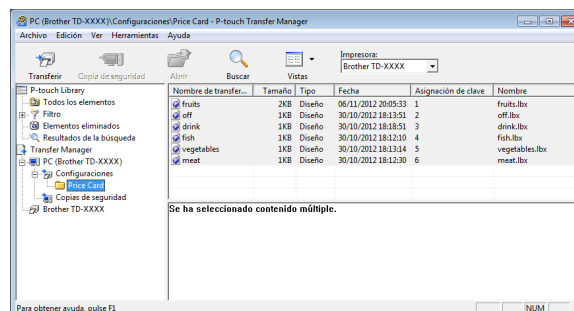 PC (Brother TD-XXXX)\Configuraciones\Price Card - P-touch Transfer Manager
Archivo Edición Ver Herramientas Ayuda
Transferir Copia de seguridad Abrir Buscar Vistas
Impresora:
Brother TD-XXXX
P-touch Library
Todos los elementos
Filtro
Elementos eliminados
Resultados de la búsqueda
Transfer Manager
PC (Brother TD-XXXX)
Configuraciones
Price Card
Copias de seguridad
Brother TD-XXXX
Nombre de transfer... Tamaño Tipo Fecha Asignación de clave Nombre
fruits 2KB Diseño 06/11/2012 20:05:33 1 fruits.lbx
off 1KB Diseño 30/10/2012 18:13:51 2 off.lbx
drink 1KB Diseño 30/10/2012 18:18:51 3 drink.lbx
fish 1KB Diseño 30/10/2012 18:12:10 4 fish.lbx
vegetables 1KB Diseño 30/10/2012 18:13:14 5 vegetables.lbx
meat 1KB Diseño 30/10/2012 18:12:30 6 meat.lbx
Se ha seleccionado contenido múltiple.
Para obtener ayuda, pulse F1
NUM